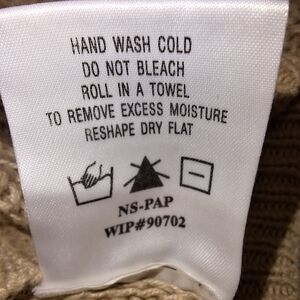 HAND WASH COLD
DO NOT BLEACH
ROLL IN A TOWEL
TO REMOVE EXCESS MOISTURE
RESHAPE DRY FLAT
NS-PAP
WIP#90702